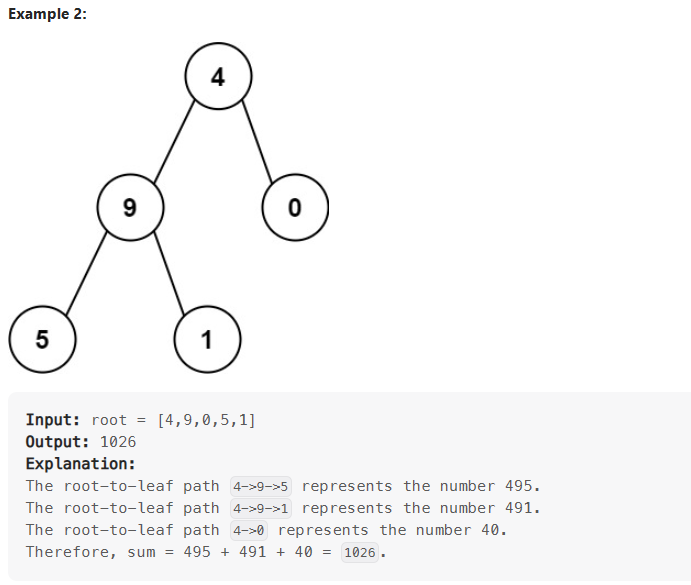 Example 2:
4
9
0
5
1
Input: root = [4,9,0,5,1]
Output: 1026
Explanation:
The root-to-leaf path 4->9->5 represents the number 495.
The root-to-leaf path 4->9->1 represents the number 491.
The root-to-leaf path 4->0 represents the number 40.
Therefore, sum = 495 + 491 + 40 = 1026.